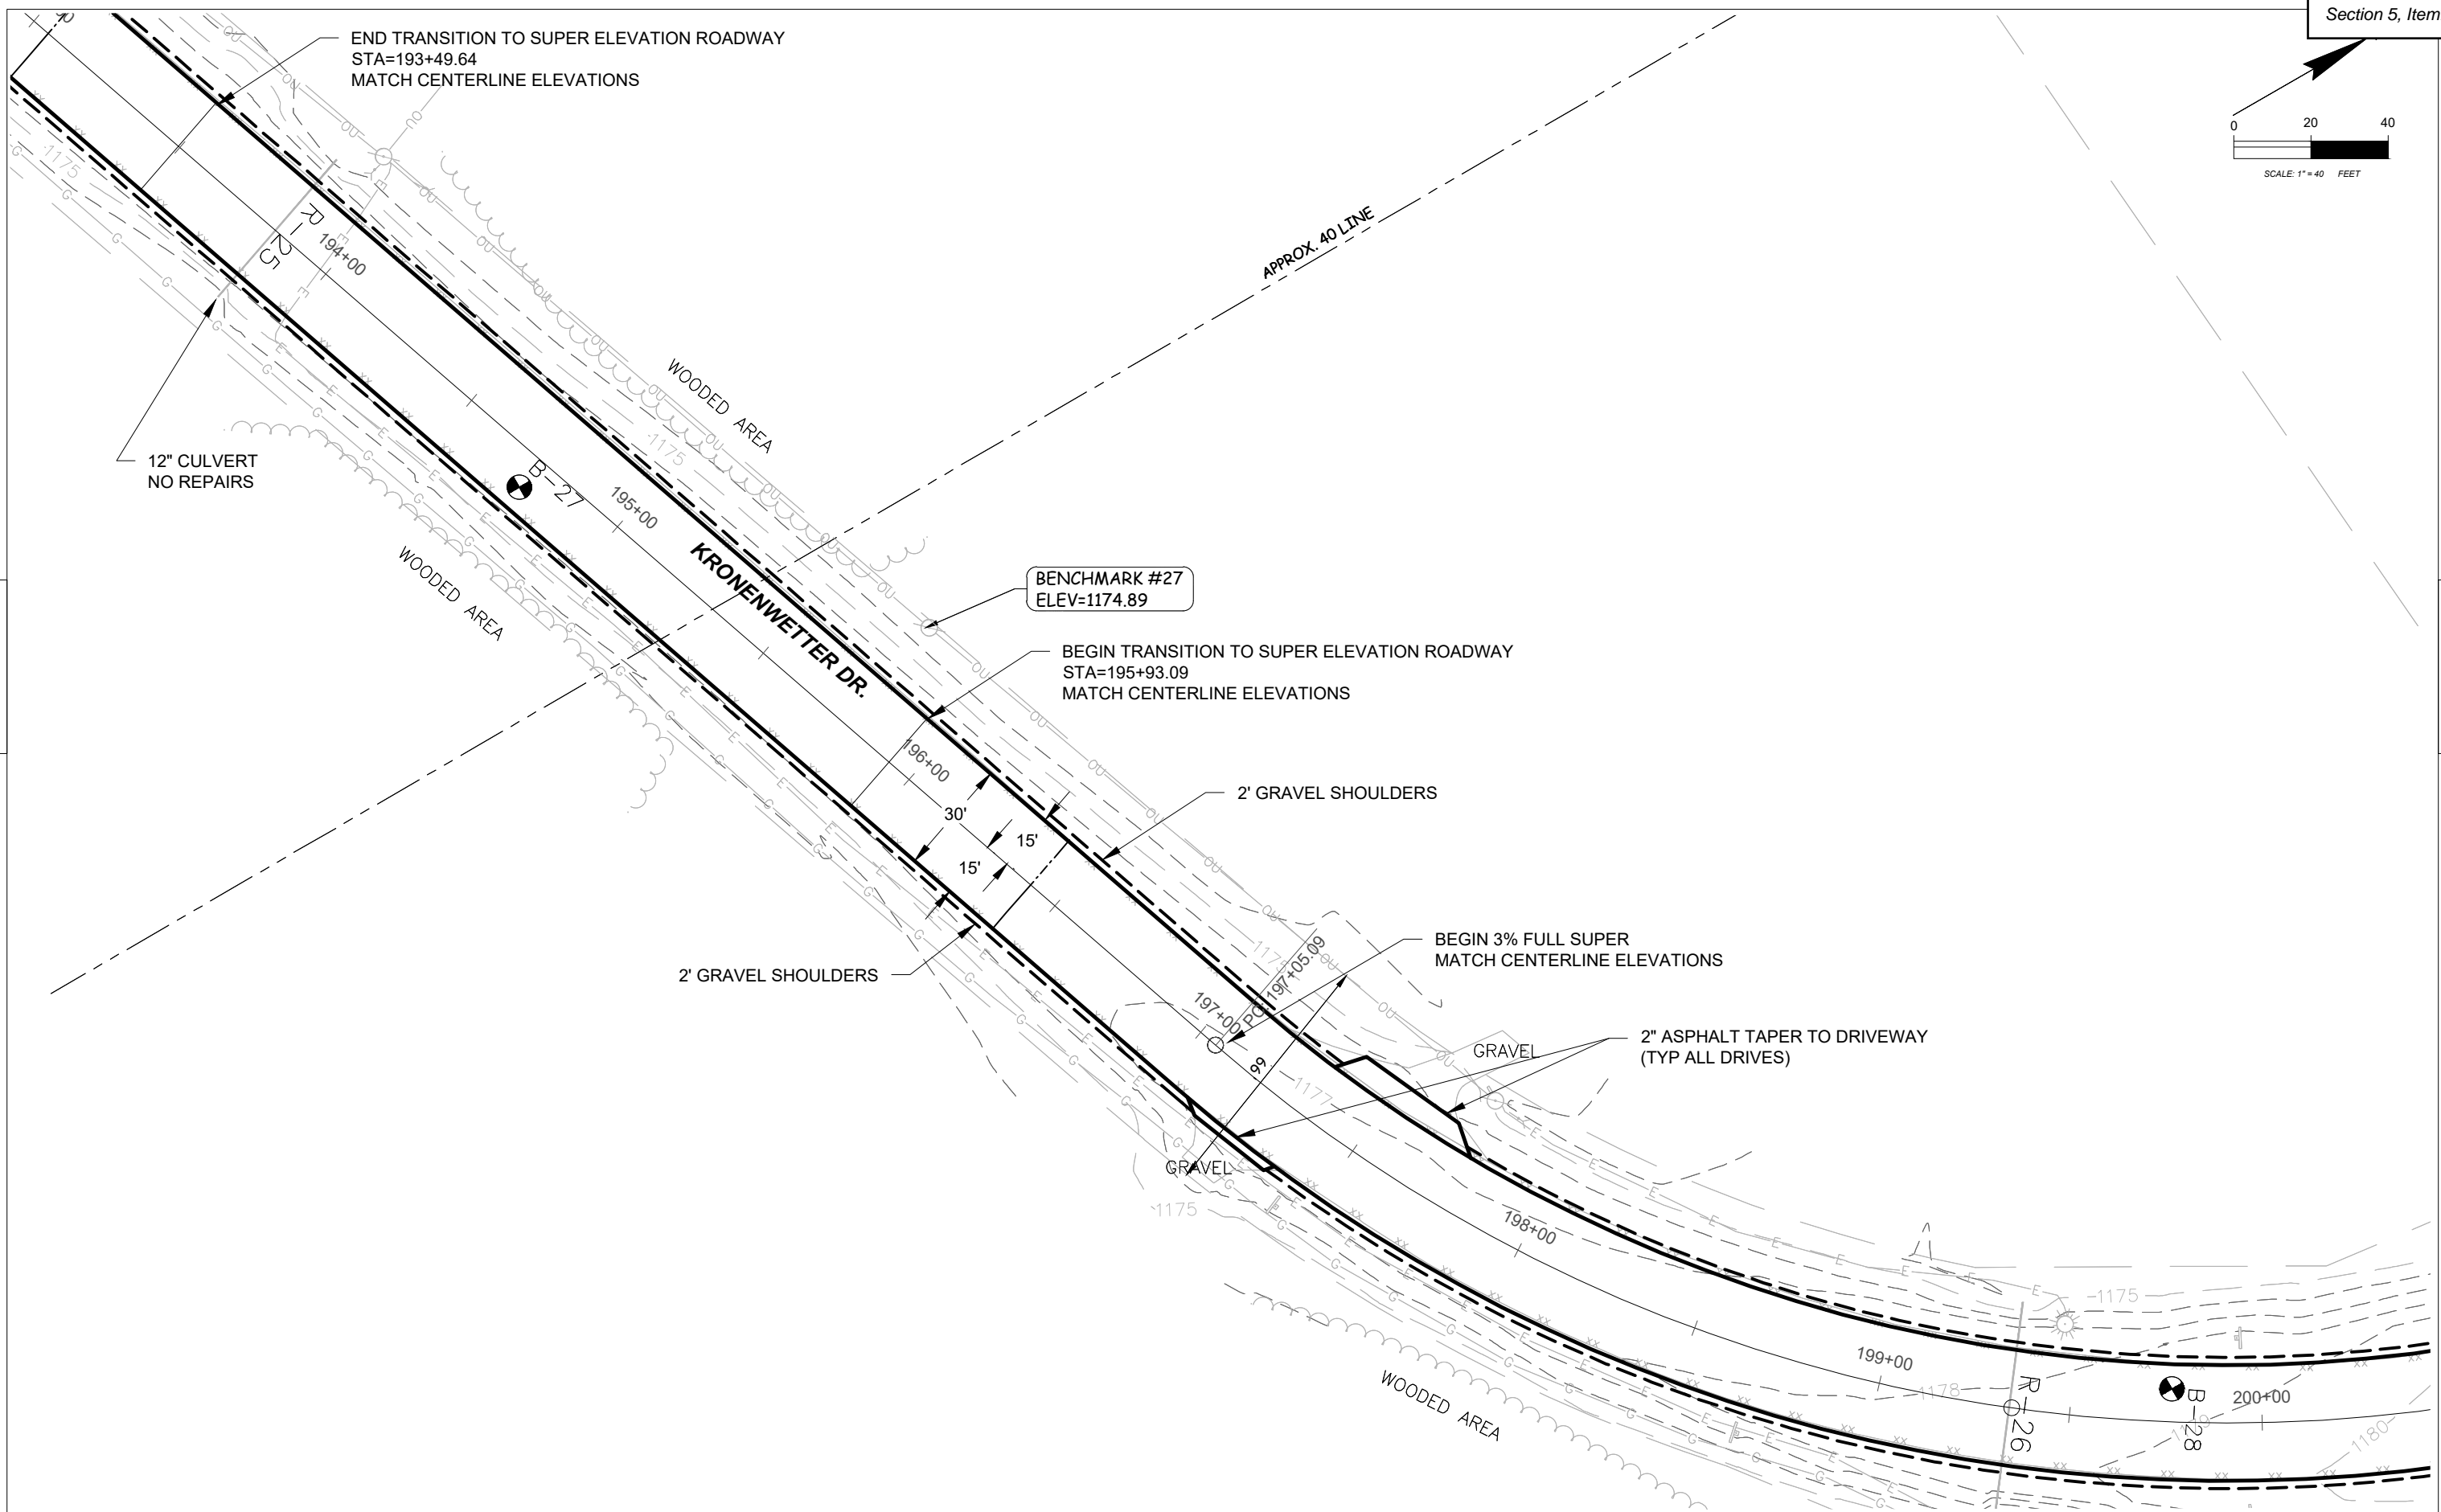 Section 5, Item
END TRANSITION TO SUPER ELEVATION ROADWAY
STA=193+49.64
MATCH CENTERLINE ELEVATIONS
0 20 40
SCALE: 1" = 40 FEET
APPROX. 40 LINE
1175
R-25
194+00
12" CULVERT
NO REPAIRS
WOODED AREA
1175
B-27
195+00
WOODED AREA
KRONENWETTER DR.
BENCHMARK #27
ELEV=1174.89
BEGIN TRANSITION TO SUPER ELEVATION ROADWAY
STA=195+93.09
MATCH CENTERLINE ELEVATIONS
196+00
30'
15'
15'
2' GRAVEL SHOULDERS
2' GRAVEL SHOULDERS
BEGIN 3% FULL SUPER
MATCH CENTERLINE ELEVATIONS
197+00
PC: 197+05.09
66
1177
GRAVEL
2" ASPHALT TAPER TO DRIVEWAY
(TYP ALL DRIVES)
GRAVEL
1175
198+00
WOODED AREA
1175
199+00
1178
R-26
B-28
200+00
1180